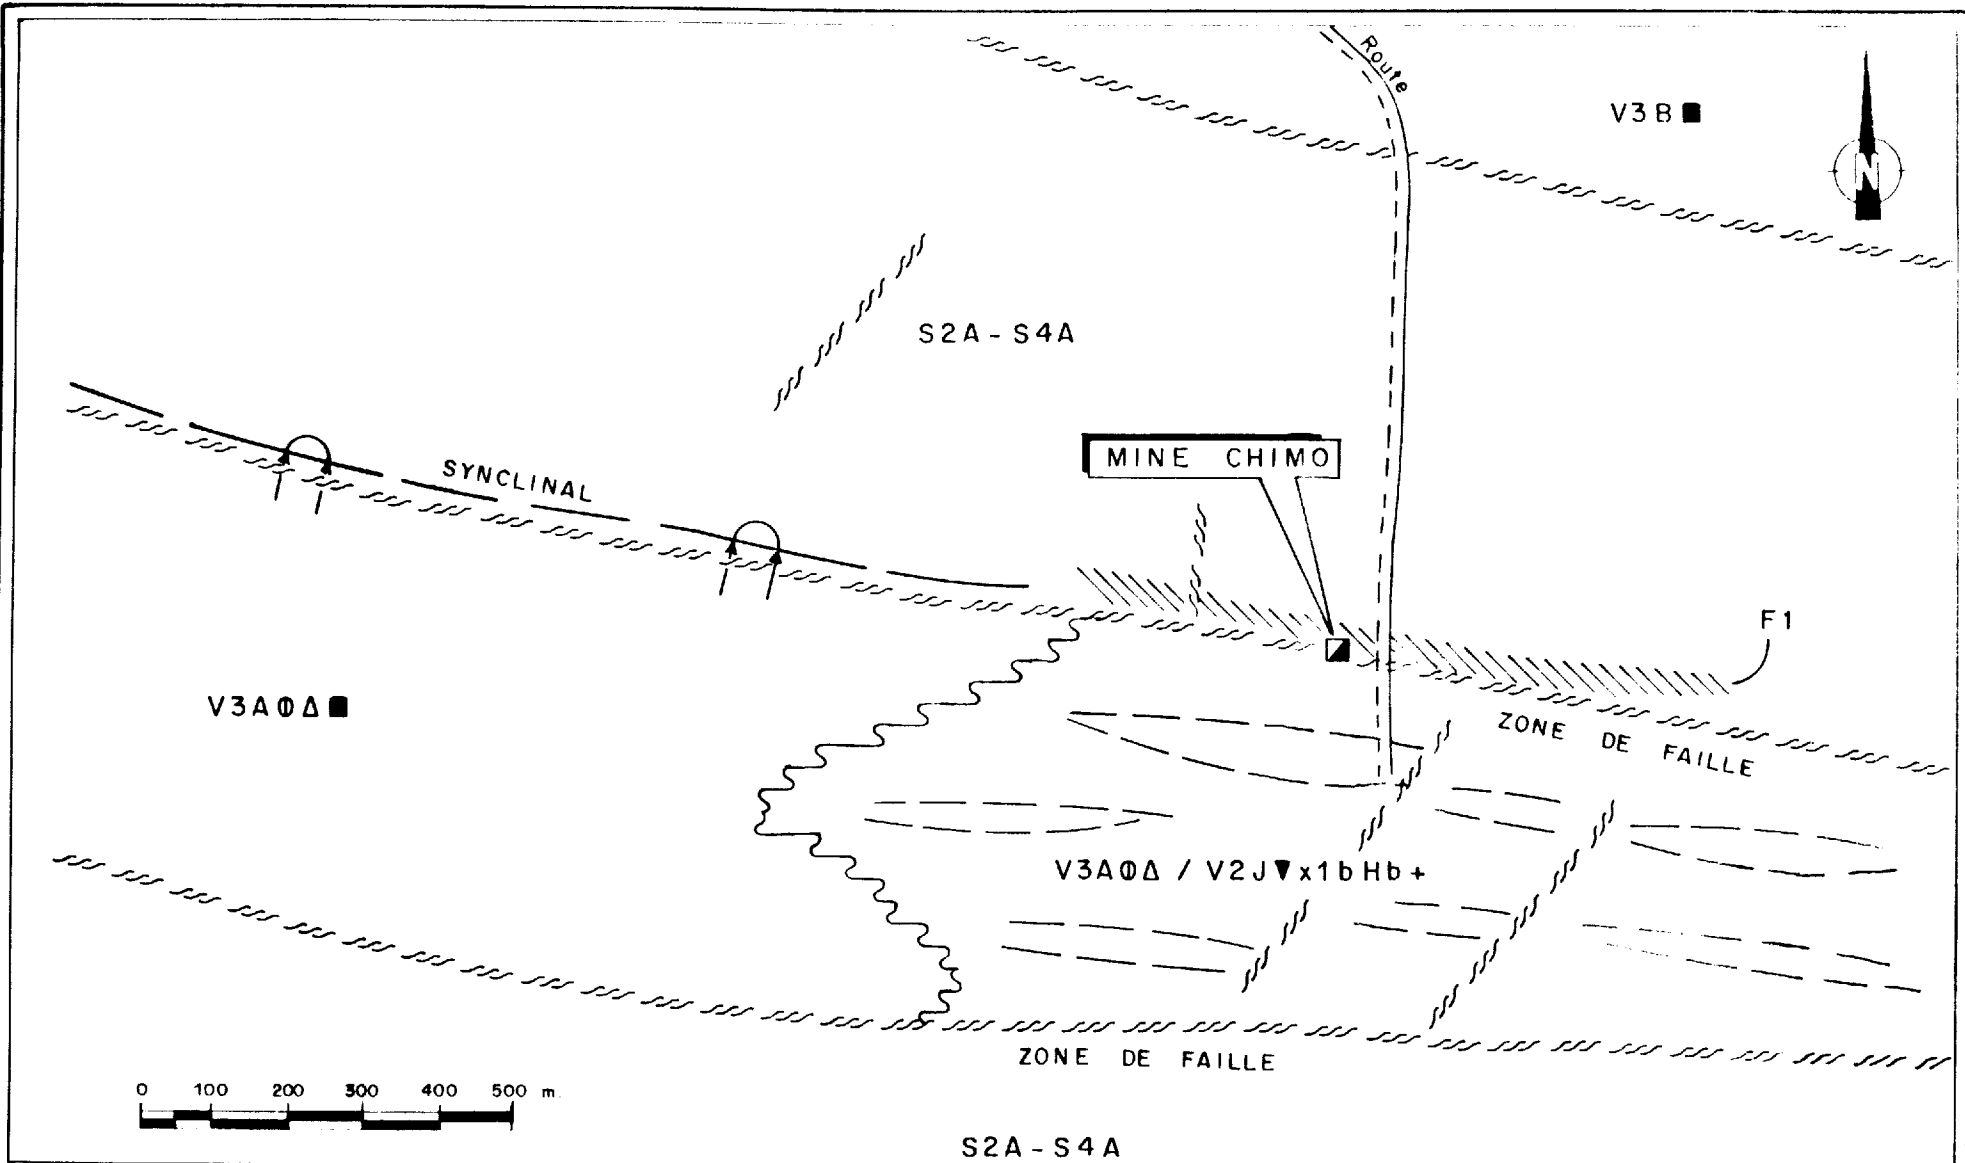 Route
V3B■
N
S2A-S4A
MINE CHIMO
SYNCLINAL
F1
V3AΦΔ■
ZONE DE FAILLE
V3AΦΔ / V2J▼x1bHb+
ZONE DE FAILLE
0 100 200 300 400 500 m.
S2A-S4A